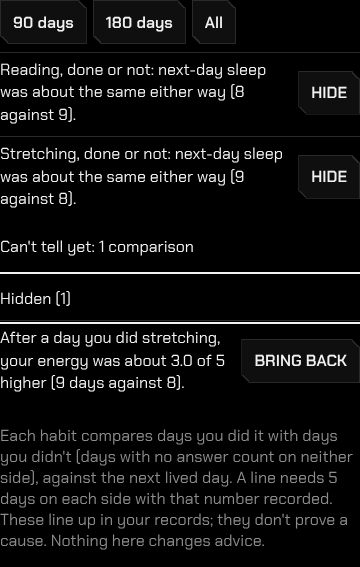 90 days 180 days All
Reading, done or not: next-day sleep
was about the same either way (8
against 9).
HIDE
Stretching, done or not: next-day sleep
was about the same either way (9
against 8).
HIDE
Can't tell yet: 1 comparison
Hidden (1)
After a day you did stretching,
your energy was about 3.0 of 5
higher (9 days against 8).
BRING BACK
Each habit compares days you did it with days
you didn't (days with no answer count on neither
side), against the next lived day. A line needs 5
days on each side with that number recorded.
These line up in your records; they don't prove a
cause. Nothing here changes advice.